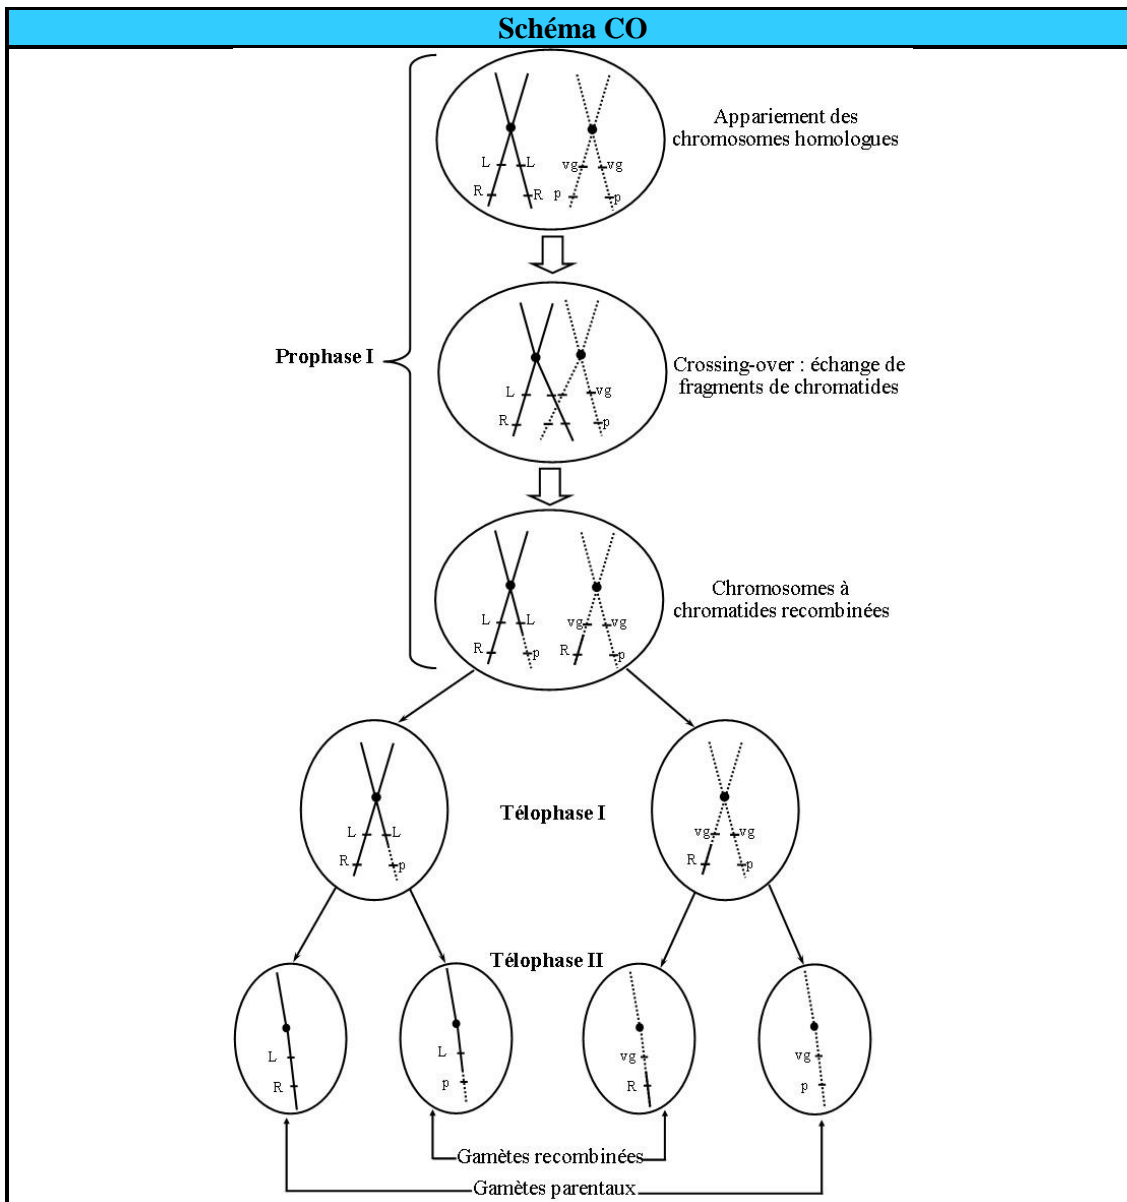 Schéma CO
Appariement des
chromosomes homologues
L L vg vg
R R p p
Prophase I
Crossing-over : échange de
fragments de chromatides
L vg
R p
Chromosomes à
chromatides recombinées
L L vg vg
R p R p
Télophase I
L L vg vg
R p R p
Télophase II
L L vg vg
R p R p
Gamètes recombinées
Gamètes parentaux